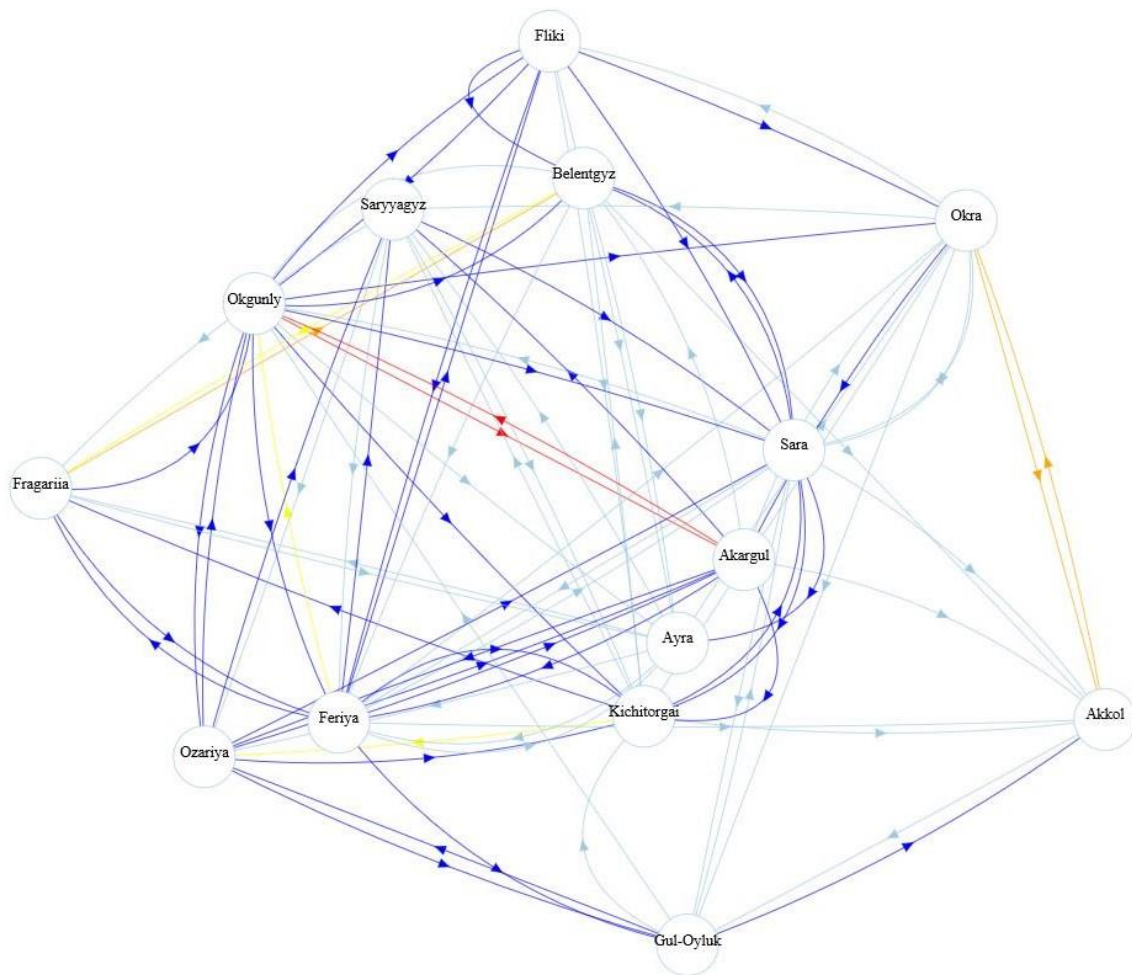 Fliki
Belentgyz
Saryyagyz
Okra
Okgunly
Sara
Fragariia
Akargul
Ayra
Kichitorgai
Feriya
Akkol
Ozariya
Gul-Oyluk